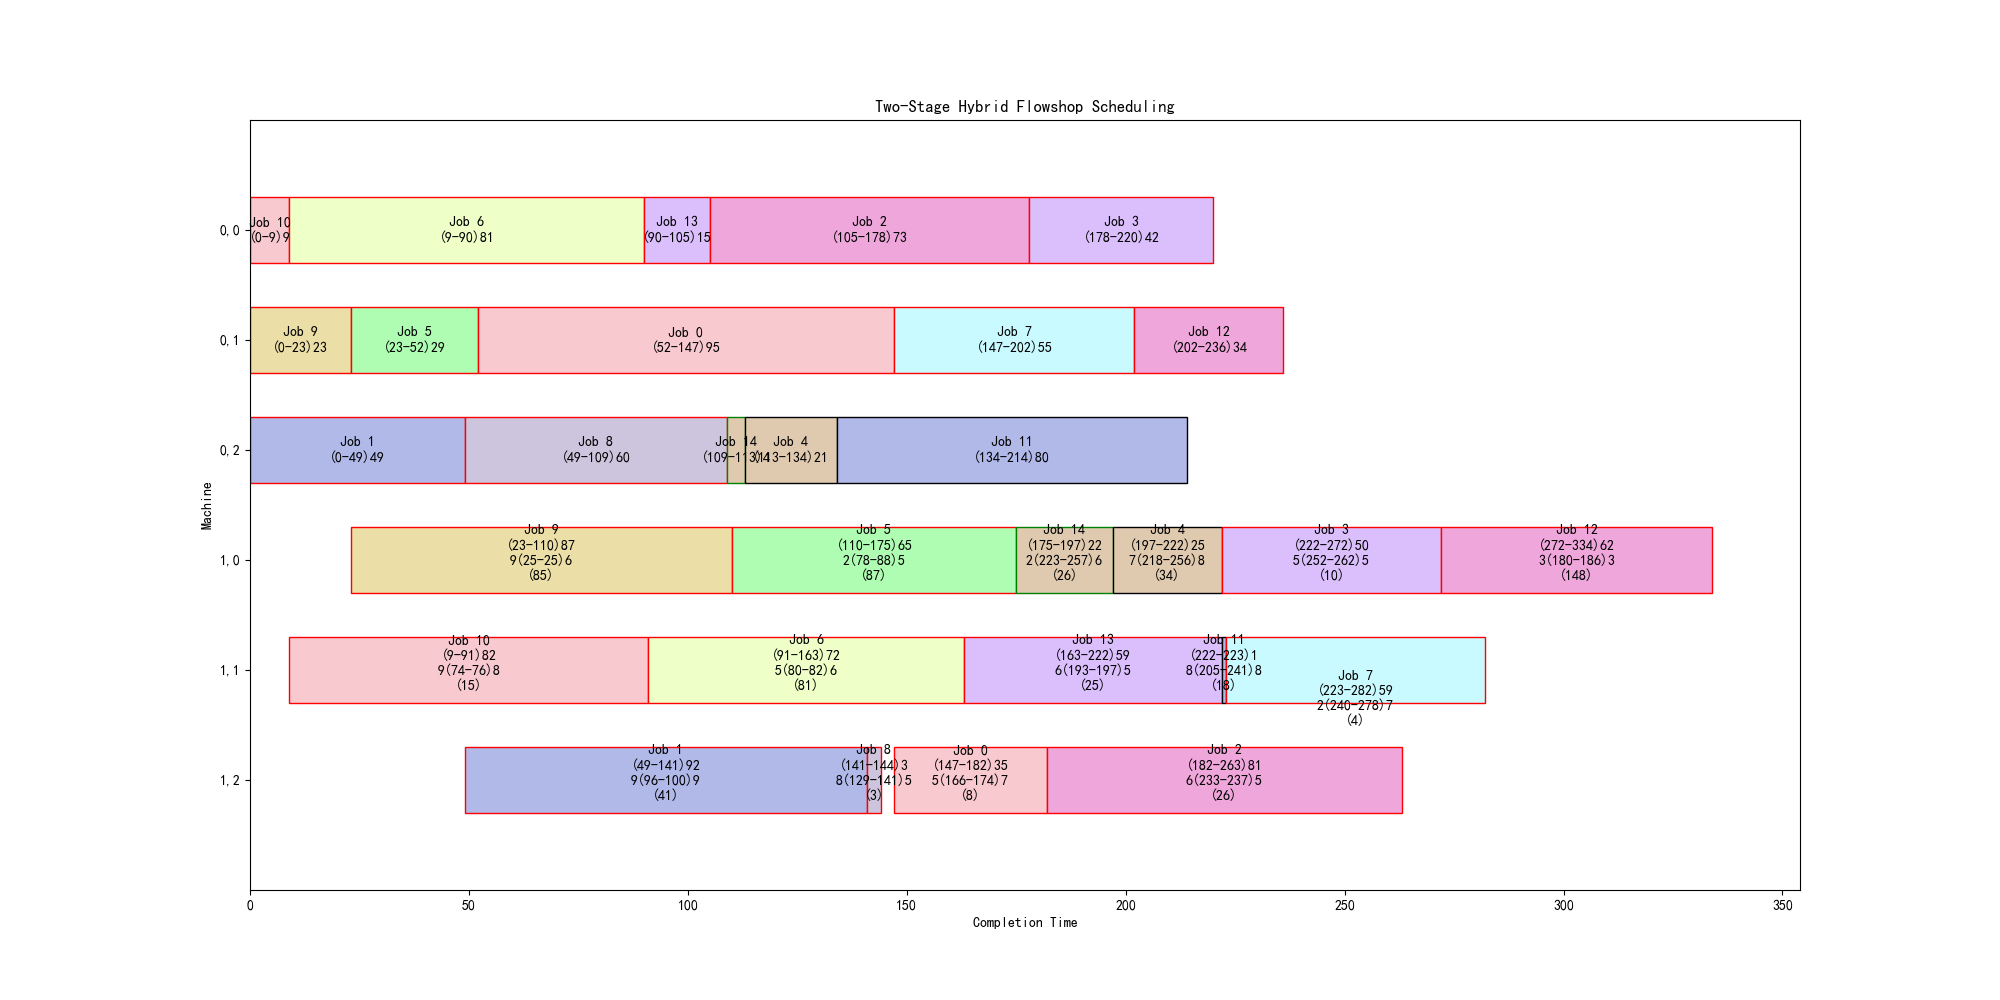 Two-Stage Hybrid Flowshop Scheduling
Machine
0,0
Job 10
(0-9)9
Job 6
(9-90)81
Job 13
(90-105)15
Job 2
(105-178)73
Job 3
(178-220)42
0,1
Job 9
(0-23)23
Job 5
(23-52)29
Job 0
(52-147)95
Job 7
(147-202)55
Job 12
(202-236)34
0,2
Job 1
(0-49)49
Job 8
(49-109)60
Job 14
(109-113)4
Job 4
(113-134)21
Job 11
(134-214)80
1,0
Job 9
(23-110)87
9(25-25)6
(85)
Job 5
(110-175)65
2(78-88)5
(87)
Job 14
(175-197)22
2(223-257)6
(26)
Job 4
(197-222)25
7(218-256)8
(34)
Job 3
(222-272)50
5(252-262)5
(10)
Job 12
(272-334)62
3(180-186)3
(148)
1,1
Job 10
(9-91)82
9(74-76)8
(15)
Job 6
(91-163)72
5(80-82)6
(81)
Job 13
(163-222)59
6(193-197)5
(25)
Job 11
(222-223)1
8(205-241)8
(18)
Job 7
(223-282)59
2(240-278)7
(4)
1,2
Job 1
(49-141)92
9(96-100)9
(41)
Job 8
(141-144)3
8(129-141)5
(3)
Job 0
(147-182)35
5(166-174)7
(8)
Job 2
(182-263)81
6(233-237)5
(26)
0
50
100
150
200
250
300
350
Completion Time